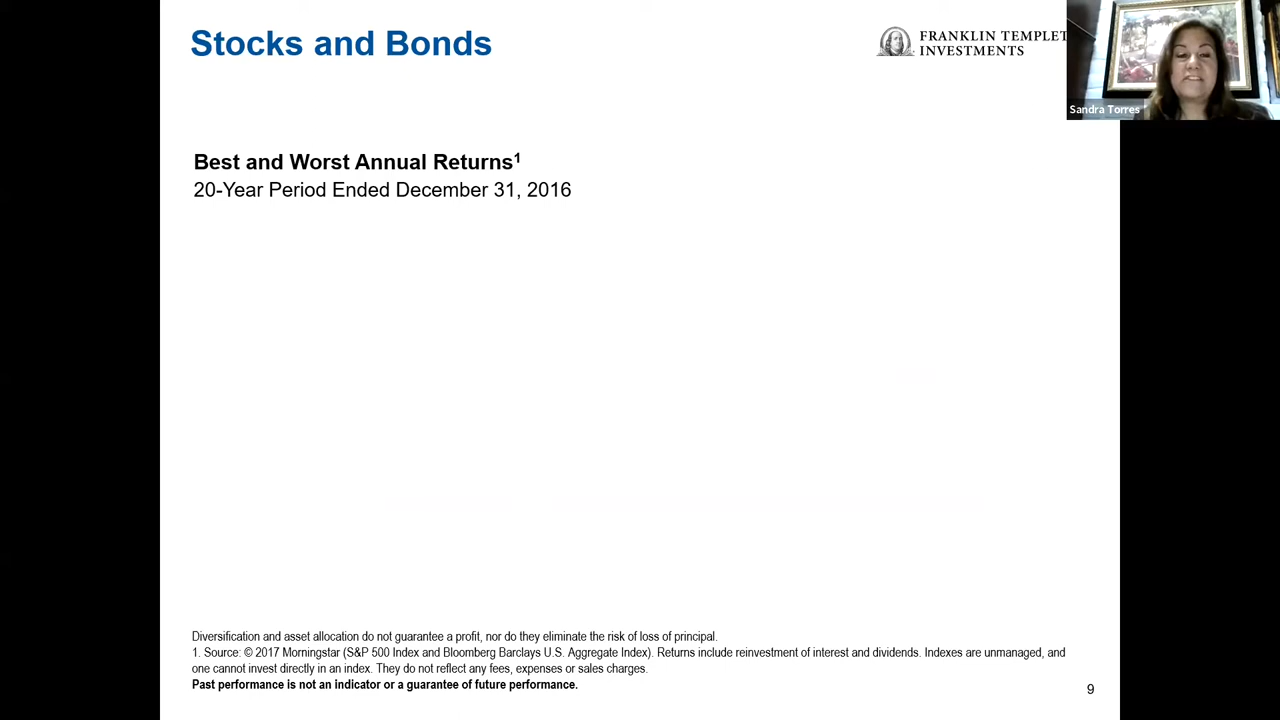 Stocks and Bonds
FRANKLIN TEMPLET
INVESTMENTS
Sandra Torres
Best and Worst Annual Returns¹
20-Year Period Ended December 31, 2016
Diversification and asset allocation do not guarantee a profit, nor do they eliminate the risk of loss of principal.
1. Source: © 2017 Morningstar (S&P 500 Index and Bloomberg Barclays U.S. Aggregate Index). Returns include reinvestment of interest and dividends. Indexes are unmanaged, and
one cannot invest directly in an index. They do not reflect any fees, expenses or sales charges.
Past performance is not an indicator or a guarantee of future performance.
9